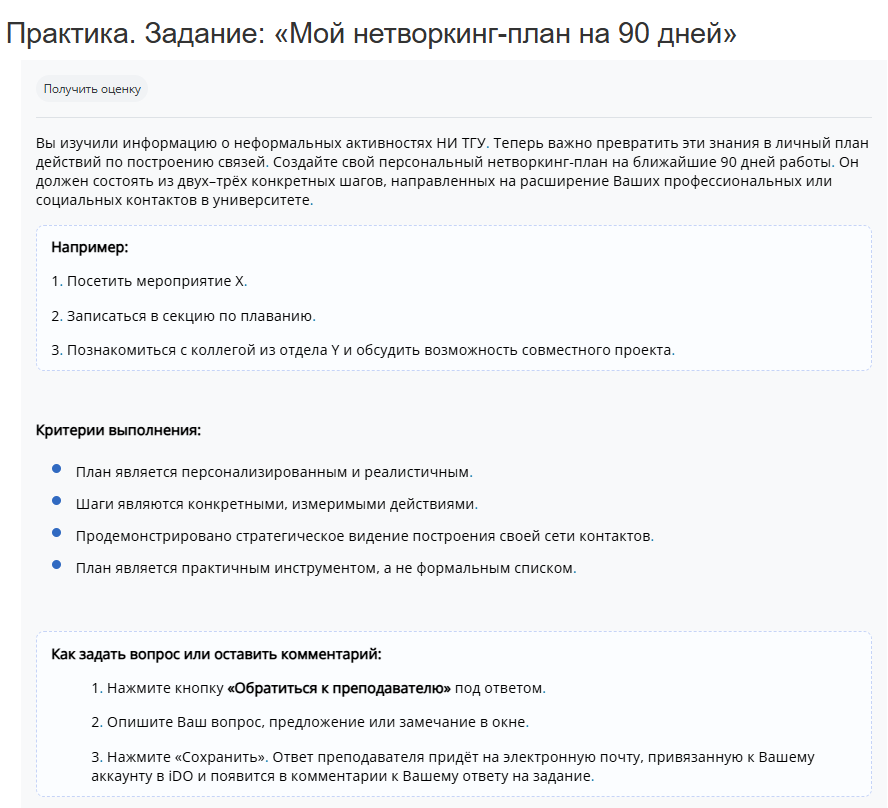 Практика. Задание: «Мой нетворкинг-план на 90 дней»
Получить оценку
Вы изучили информацию о неформальных активностях НИ ТГУ. Теперь важно превратить эти знания в личный план
действий по построению связей. Создайте свой персональный нетворкинг-план на ближайшие 90 дней работы. Он
должен состоять из двух–трёх конкретных шагов, направленных на расширение Ваших профессиональных или
социальных контактов в университете.
Например:
1. Посетить мероприятие X.
2. Записаться в секцию по плаванию.
3. Познакомиться с коллегой из отдела Y и обсудить возможность совместного проекта.
Критерии выполнения:
План является персонализированным и реалистичным.
Шаги являются конкретными, измеримыми действиями.
Продемонстрировано стратегическое видение построения своей сети контактов.
План является практичным инструментом, а не формальным списком.
Как задать вопрос или оставить комментарий:
1. Нажмите кнопку «Обратиться к преподавателю» под ответом.
2. Опишите Ваш вопрос, предложение или замечание в окне.
3. Нажмите «Сохранить». Ответ преподавателя придёт на электронную почту, привязанную к Вашему
аккаунту в iDO и появится в комментарии к Вашему ответу на задание.